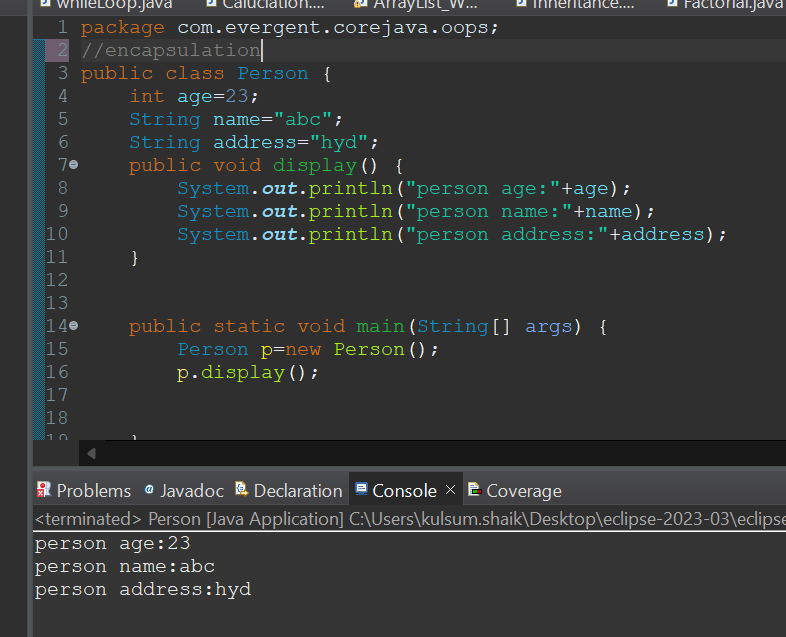 whileLoop.java Caluclation.... ArrayList_W... Inheritance.... Factorial.java
1 package com.evergent.corejava.oops;
2 //encapsulation
3 public class Person {
4 int age=23;
5 String name="abc";
6 String address="hyd";
7 public void display() {
8 System.out.println("person age:"+age);
9 System.out.println("person name:"+name);
10 System.out.println("person address:"+address);
11 }
12
13
14 public static void main(String[] args) {
15 Person p=new Person();
16 p.display();
17
18
19 }
Problems Javadoc Declaration Console Coverage
<terminated> Person [Java Application] C:\Users\kulsum.shaik\Desktop\eclipse-2023-03\eclipse
person age:23
person name:abc
person address:hyd